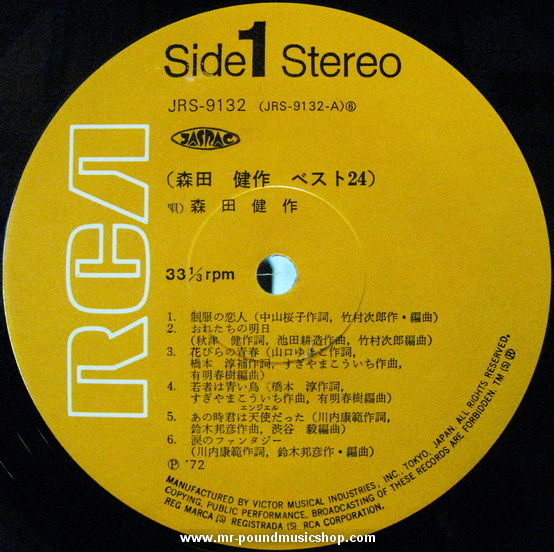 Side 1 Stereo
JRS-9132 (JRS-9132-A)⑥
JASRAC
RCA
(森田 健作 ベスト24)
唄) 森 田 健 作
33 1/3 rpm
1. 制服の恋人 (中山桜子作詞, 竹村次郎作・編曲)
2. おれたちの明日
(秋津 健作詞, 池田耕造作曲, 竹村次郎編曲)
3. 花びらの青春 (山口ゆきこ作詞,
橋本 淳補作詞, すぎやまこういち作曲,
有明春樹編曲)
4. 若者は青い鳥 (橋本 淳作詞,
すぎやまこういち作曲, 有明春樹編曲)
エンジェル
5. あの時君は天使だった (川内康範作詞,
鈴木邦彦作曲, 渋谷 毅編曲)
6. 涙のファンタジー
(川内康範作詞, 鈴木邦彦作・編曲)
Ⓟ '72
MANUFACTURED BY VICTOR MUSICAL INDUSTRIES, INC., TOKYO, JAPAN. ALL RIGHTS RESERVED,
COPYING, PUBLIC PERFORMANCE, BROADCASTING OF THESE RECORDS ARE FORBIDDEN. TM(S) Ⓡ
REG MARCA(S) REGISTRADA(S) RCA CORPORATION.
www.mr-poundmusicshop.com